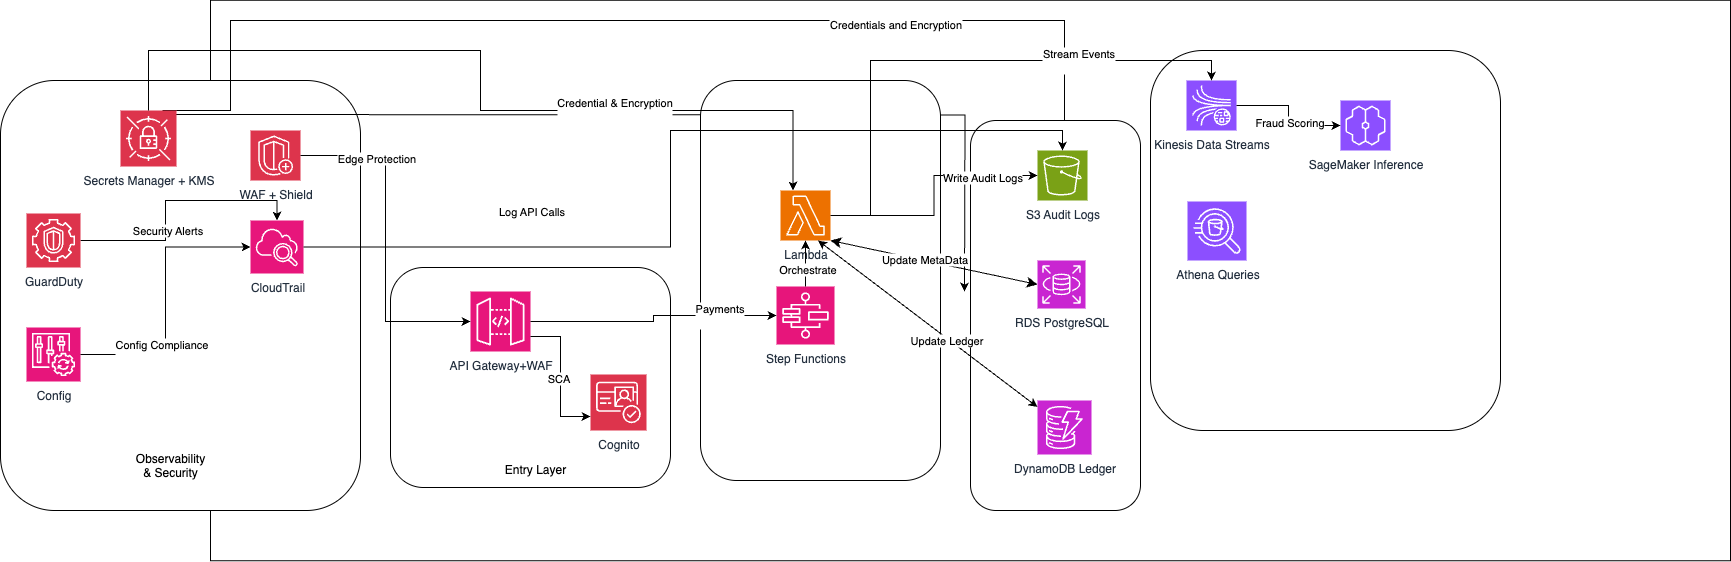 Credentials and Encryption
Stream Events
Credential & Encryption
Secrets Manager + KMS
Edge Protection
WAF + Shield
Security Alerts
GuardDuty
CloudTrail
Config Compliance
Config
Observability
& Security
Log API Calls
API Gateway+WAF
SCA
Cognito
Entry Layer
Payments
Lambda
Orchestrate
Step Functions
Write Audit Logs
S3 Audit Logs
Update MetaData
RDS PostgreSQL
Update Ledger
DynamoDB Ledger
Kinesis Data Streams
Fraud Scoring
SageMaker Inference
Athena Queries